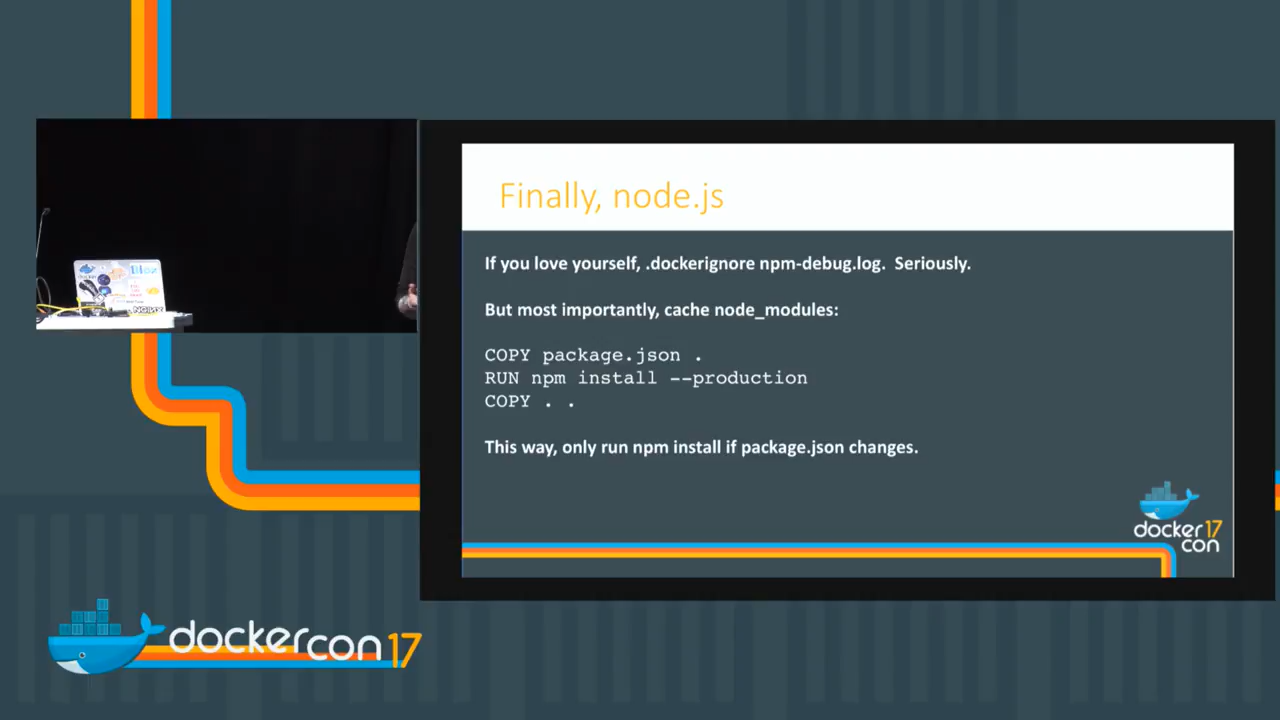 Finally, node.js
If you love yourself, .dockerignore npm-debug.log. Seriously.
But most importantly, cache node_modules:
COPY package.json .
RUN npm install --production
COPY . .
This way, only run npm install if package.json changes.
docker 17
con
dockercon 17
docker
NGINX